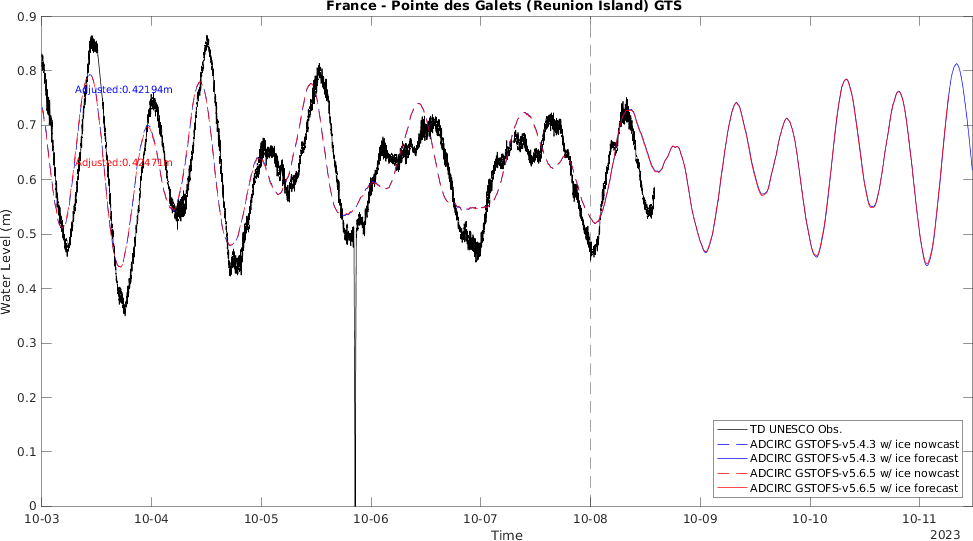 France - Pointe des Galets (Reunion Island) GTS
0.9
0.8
0.7
0.6
0.5
0.4
0.3
0.2
0.1
0
Water Level (m)
Adjusted:0.42194m
Adjusted:0.42471m
TD UNESCO Obs.
ADCIRC GSTOFS-v5.4.3 w/ ice nowcast
ADCIRC GSTOFS-v5.4.3 w/ ice forecast
ADCIRC GSTOFS-v5.6.5 w/ ice nowcast
ADCIRC GSTOFS-v5.6.5 w/ ice forecast
10-03 10-04 10-05 10-06 10-07 10-08 10-09 10-10 10-11
Time
2023